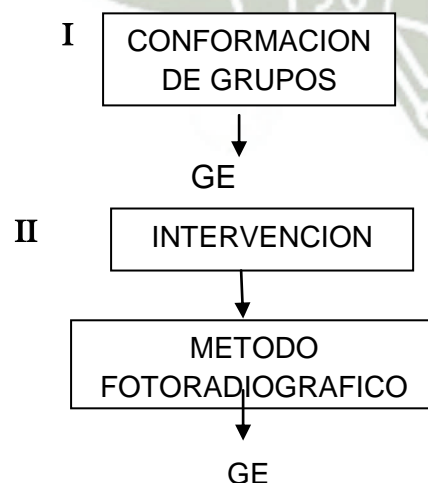 I
CONFORMACION
DE GRUPOS
GE
II
INTERVENCION
METODO
FOTORADIOGRAFICO
GE